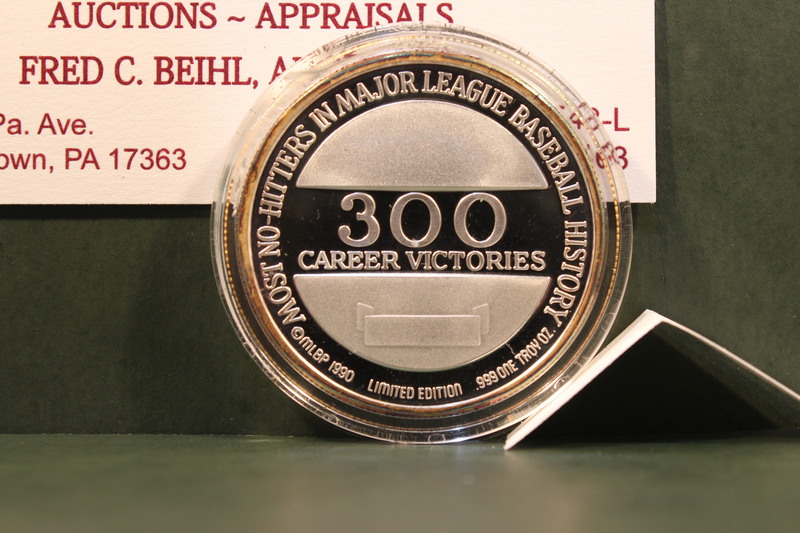 AUCTIONS ~ APPRAISALS
FRED C. BEIHL,
Pa. Ave.
own, PA 17363
-L
MOST NO-HITTERS IN MAJOR LEAGUE BASEBALL HISTORY
300
CAREER VICTORIES
©MLBP 1990 LIMITED EDITION .999 ONE TROY OZ.